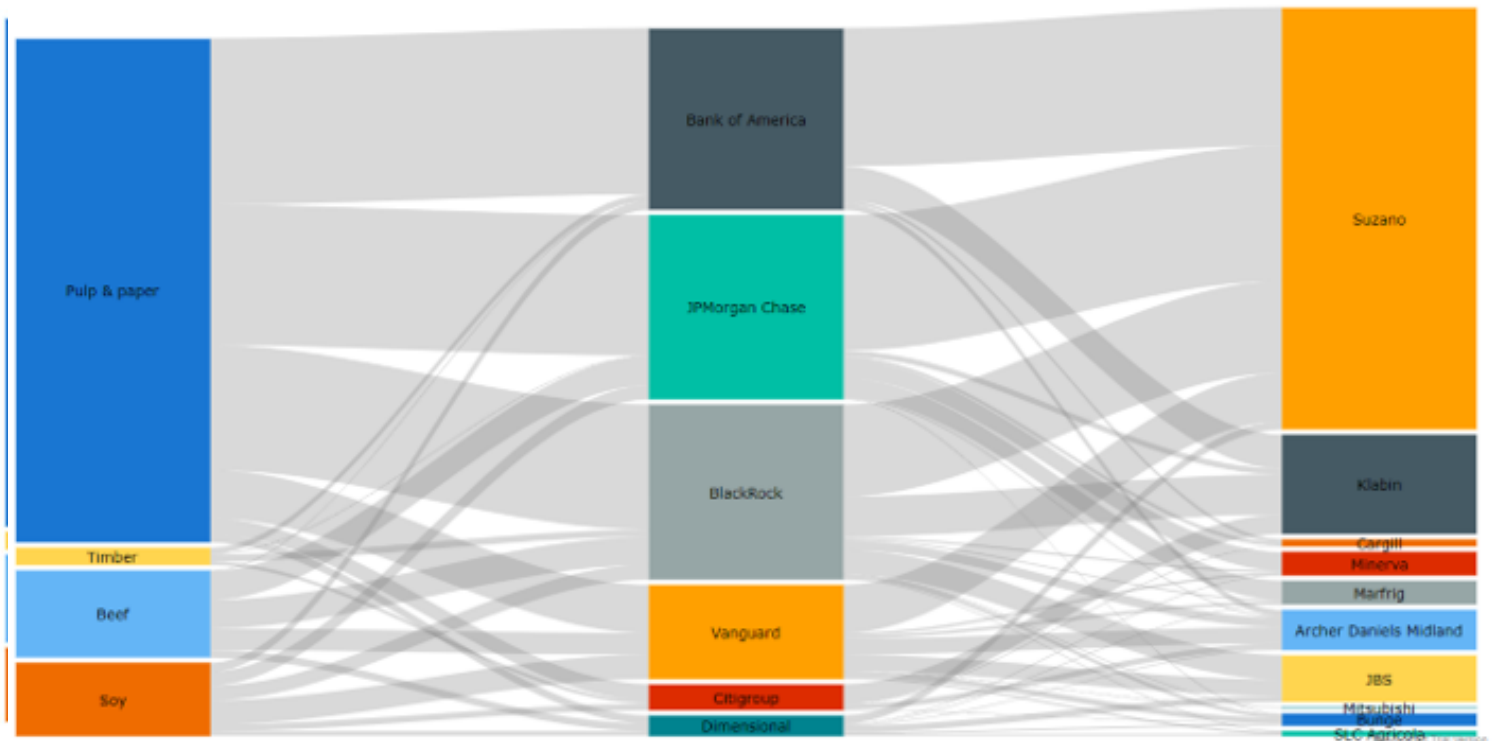 Pulp & paper
Timber
Beef
Soy
Bank of America
JPMorgan Chase
BlackRock
Vanguard
Citigroup
Dimensional
Suzano
Klabin
Cargill
Minerva
Marfrig
Archer Daniels Midland
JBS
Mitsubishi
Bunge
SLC Agricola